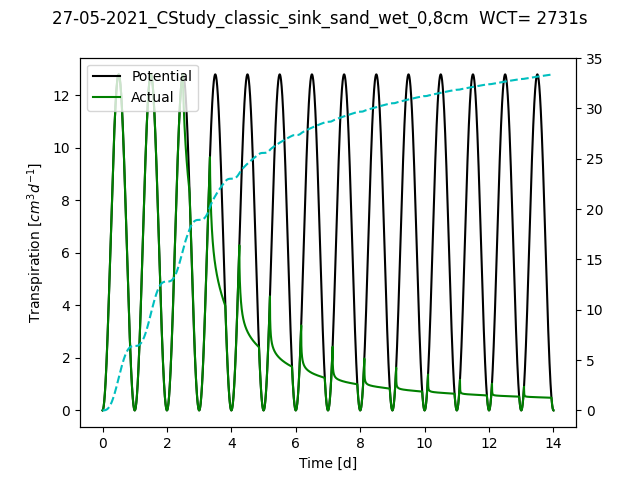 27-05-2021_CStudy_classic_sink_sand_wet_0,8cm  WCT= 2731s
Potential
Actual
Transpiration [cm³d⁻¹]
12
10
8
6
4
2
0
35
30
25
20
15
10
5
0
0 2 4 6 8 10 12 14
Time [d]